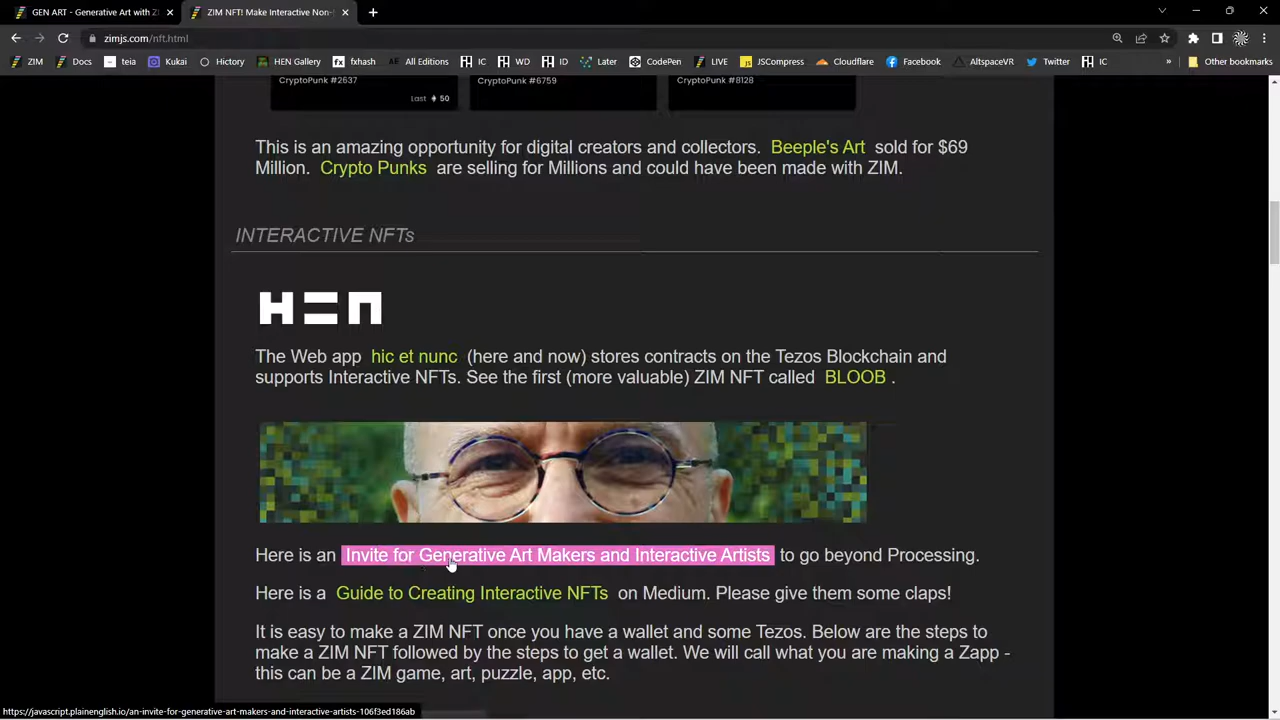 GEN ART - Generative Art with Z
ZIM NFT! Make Interactive Non-
zimjs.com/nft.html
ZIM
Docs
teia
Kukai
Hictory
HEN Gallery
fxhash
All Editions
IC
WD
ID
Later
CodePen
LIVE
JSCompress
Cloudflare
Facebook
AltspaceVR
Twitter
IC
»
Other bookmarks
CryptoPunk #2637
CryptoPunk #6759
CryptoPunk #8128
Last 50
This is an amazing opportunity for digital creators and collectors. Beeple's Art sold for $69
Million. Crypto Punks are selling for Millions and could have been made with ZIM.
INTERACTIVE NFTs
HEN
The Web app hic et nunc (here and now) stores contracts on the Tezos Blockchain and
supports Interactive NFTs. See the first (more valuable) ZIM NFT called BLOOB .
Here is an Invite for Generative Art Makers and Interactive Artists to go beyond Processing.
Here is a Guide to Creating Interactive NFTs on Medium. Please give them some claps!
It is easy to make a ZIM NFT once you have a wallet and some Tezos. Below are the steps to
make a ZIM NFT followed by the steps to get a wallet. We will call what you are making a Zapp -
this can be a ZIM game, art, puzzle, app, etc.
https://javascript.plainenglish.io/an-invite-for-generative-art-makers-and-interactive-artists-106f3ed186ab